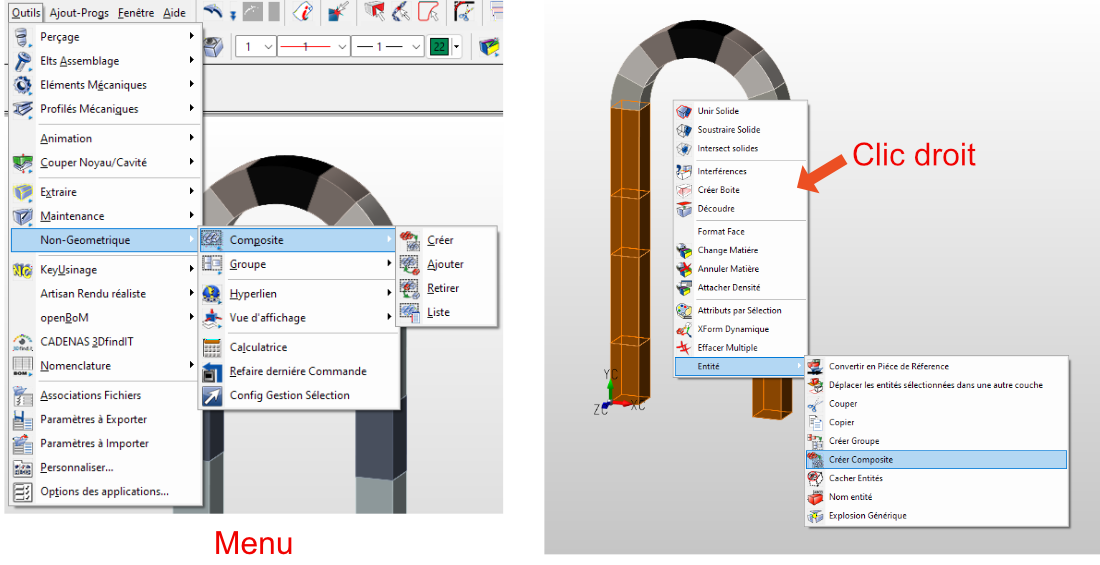 Outils Ajout-Progs Fenêtre Aide
1
1
1
22
Perçage
Elts Assemblage
Eléments Mécaniques
Profilés Mécaniques
Animation
Couper Noyau/Cavité
Extraire
Maintenance
Non-Geometrique
KeyUsinage
Artisan Rendu réaliste
openBoM
CADENAS 3DfindIT
Nomenclature
Associations Fichiers
Paramètres à Exporter
Paramètres à Importer
Personnaliser...
Options des applications...
Composite
Groupe
Hyperlien
Vue d'affichage
Calculatrice
Refaire derniére Commande
Config Gestion Sélection
Créer
Ajouter
Retirer
Liste
Menu
Unir Solide
Soustraire Solide
Intersect solides
Interférences
Créer Boite
Découdre
Format Face
Change Matière
Annuler Matière
Attacher Densité
Attributs par Sélection
XForm Dynamique
Effacer Multiple
Entité
Clic droit
YC
ZC
XC
Convertir en Piéce de Réference
Déplacer les entités sélectionnées dans une autre couche
Couper
Copier
Créer Groupe
Créer Composite
Cacher Entités
Nom entité
Explosion Générique